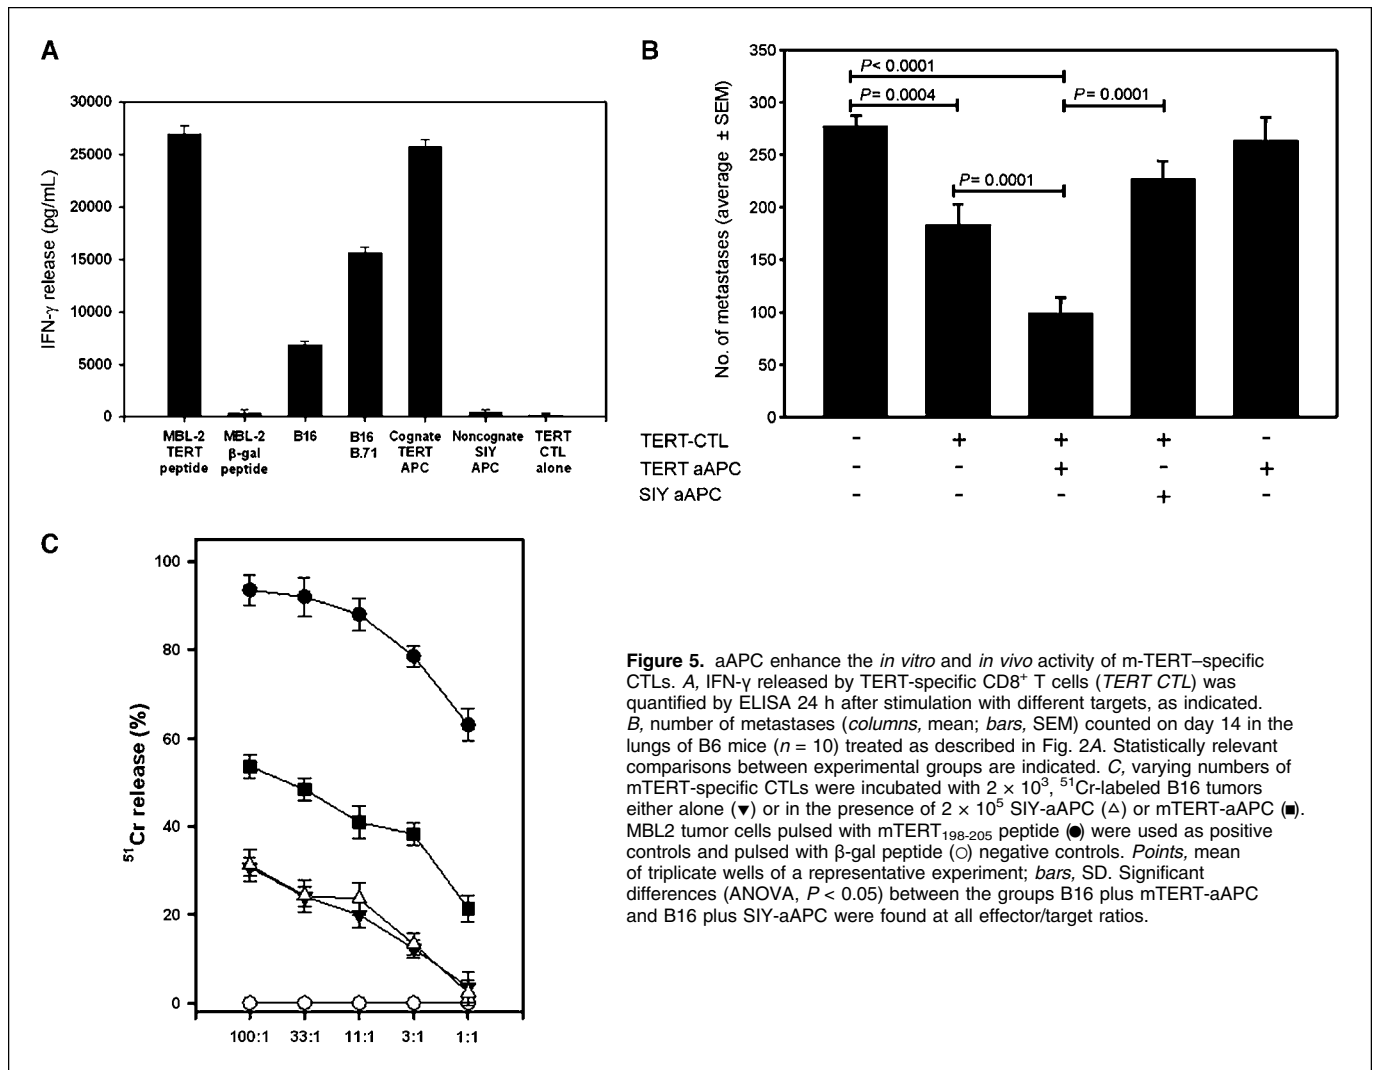 A
IFN-γ release (pg/mL)
30000
25000
20000
15000
10000
5000
0
MBL-2 TERT peptide
MBL-2 β-gal peptide
B16
B16 B.71
Cognate TERT APC
Noncognate SIY APC
TERT CTL alone
B
No. of metastases (average ± SEM)
350
300
250
200
150
100
50
0
P< 0.0001
P= 0.0004
P= 0.0001
P= 0.0001
TERT-CTL - + + + -
TERT aAPC - - + - +
SIY aAPC - - - + -
C
⁵¹Cr release (%)
100
80
60
40
20
0
100:1 33:1 11:1 3:1 1:1
Figure 5. aAPC enhance the in vitro and in vivo activity of m-TERT–specific
CTLs. A, IFN-γ released by TERT-specific CD8⁺ T cells (TERT CTL) was
quantified by ELISA 24 h after stimulation with different targets, as indicated.
B, number of metastases (columns, mean; bars, SEM) counted on day 14 in the
lungs of B6 mice (n = 10) treated as described in Fig. 2A. Statistically relevant
comparisons between experimental groups are indicated. C, varying numbers of
mTERT-specific CTLs were incubated with 2 × 10³, ⁵¹Cr-labeled B16 tumors
either alone (▼) or in the presence of 2 × 10⁵ SIY-aAPC (△) or mTERT-aAPC (■).
MBL2 tumor cells pulsed with mTERT₁₉₈₋₂₀₅ peptide (●) were used as positive
controls and pulsed with β-gal peptide (○) negative controls. Points, mean
of triplicate wells of a representative experiment; bars, SD. Significant
differences (ANOVA, P < 0.05) between the groups B16 plus mTERT-aAPC
and B16 plus SIY-aAPC were found at all effector/target ratios.